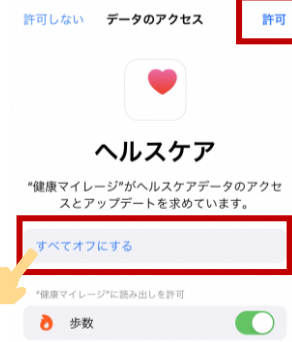 許可しない データのアクセス 許可
ヘルスケア
"健康マイレージ"がヘルスケアデータのアクセ
スとアップデートを求めています。
すべてオフにする
"健康マイレージ"に読み出しを許可
歩数